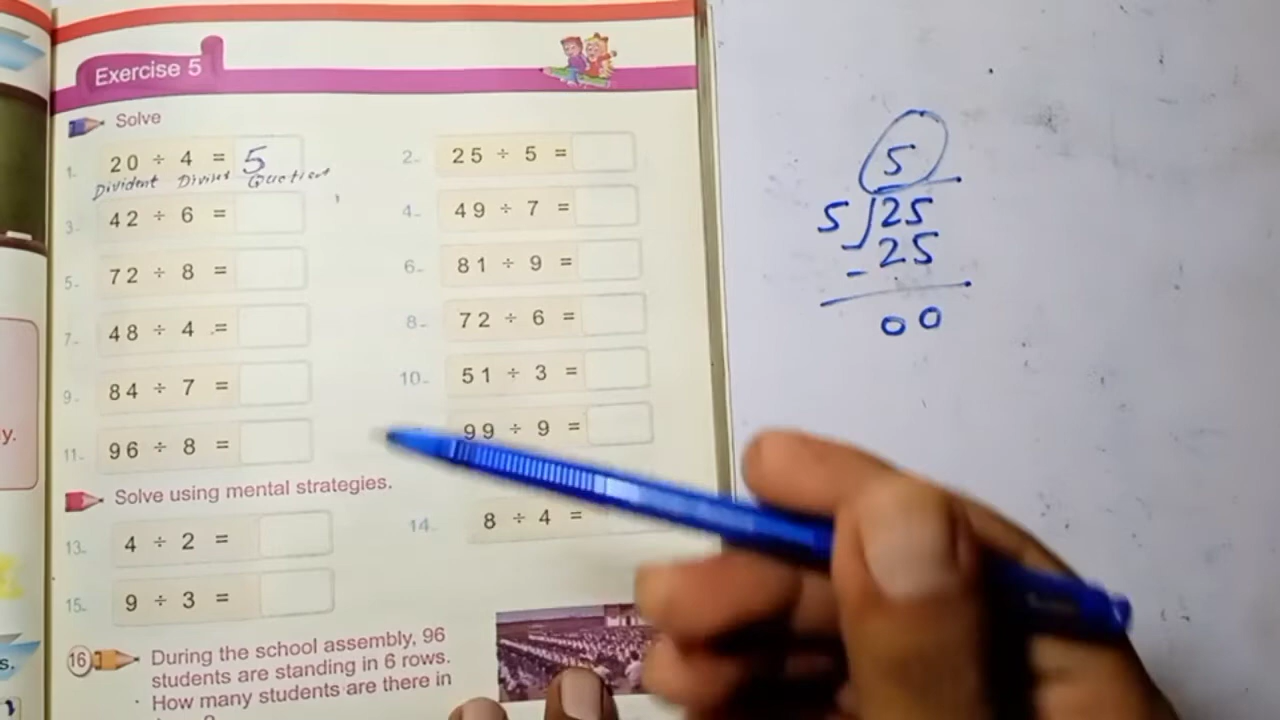 Exercise 5
Solve
1. 20 ÷ 4 = 5
Divident Divisor Quotient
2. 25 ÷ 5 =
3. 42 ÷ 6 =
4. 49 ÷ 7 =
5. 72 ÷ 8 =
6. 81 ÷ 9 =
7. 48 ÷ 4 =
8. 72 ÷ 6 =
9. 84 ÷ 7 =
10. 51 ÷ 3 =
11. 96 ÷ 8 =
99 ÷ 9 =
Solve using mental strategies.
13. 4 ÷ 2 =
14. 8 ÷ 4 =
15. 9 ÷ 3 =
16 During the school assembly, 96
students are standing in 6 rows.
How many students are there in
y.
s.
5
5 25
- 25
00